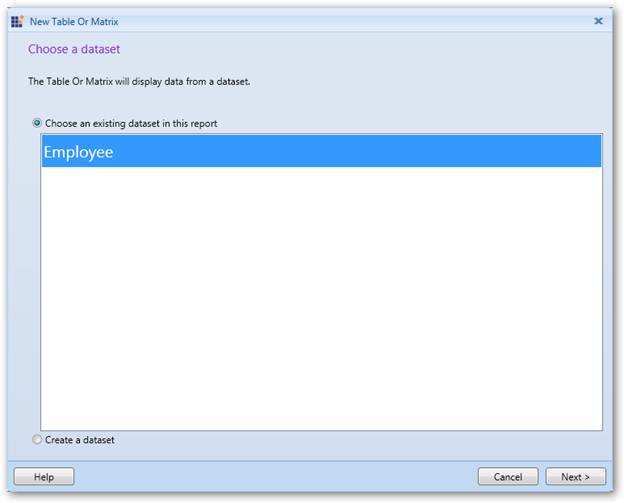 New Table Or Matrix
Choose a dataset
The Table Or Matrix will display data from a dataset.
Choose an existing dataset in this report
Employee
Create a dataset
Help
Cancel
Next >